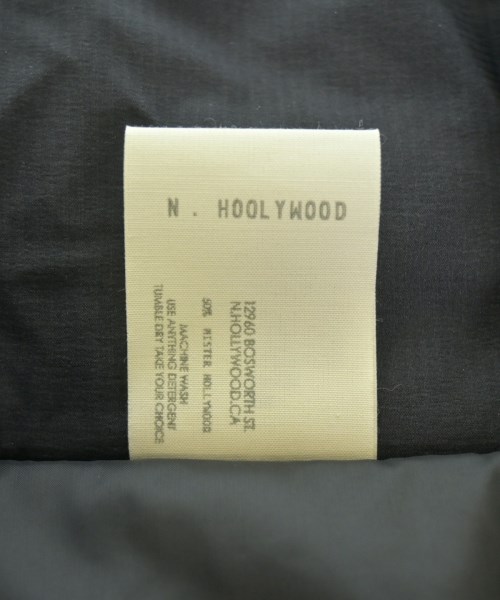 N. HOOLYWOOD
12960 BOSWORTH ST.
N.HOLLYWOOD.CA
50% MISTER HOLLYWOOD
MACHINE WASH
USE ANYTHING DETERGENT
TUMBLE DRY TAKE YOUR CHOICE